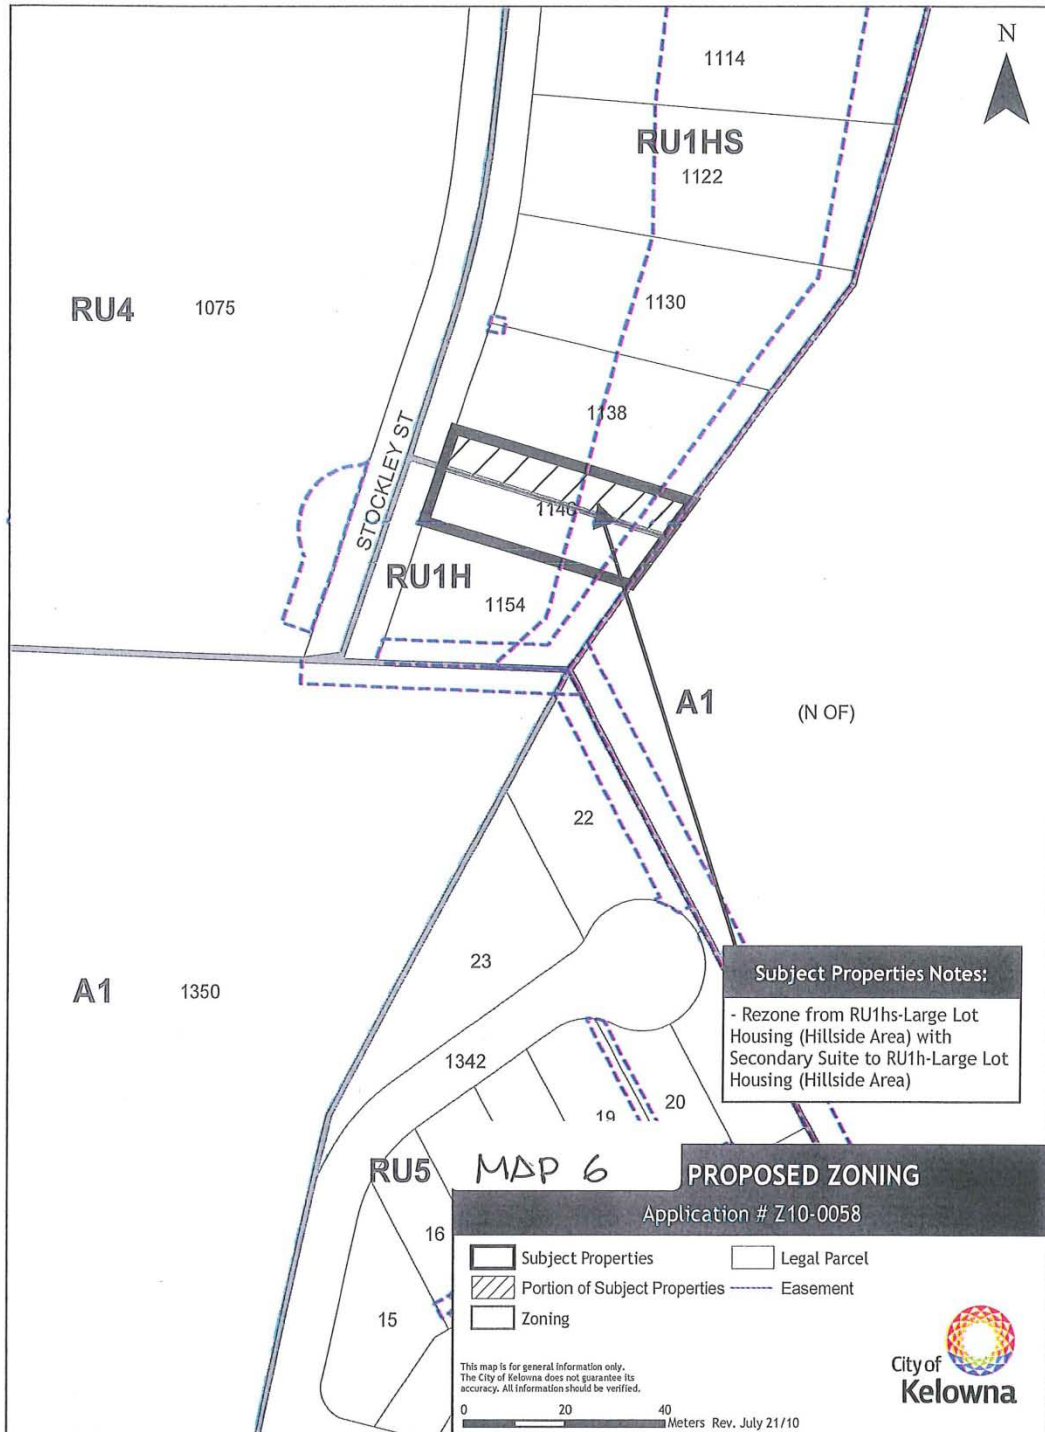 N
1114
RU1HS
1122
RU4
1075
1130
1138
STOCKLEY ST
1146
RU1H
1154
A1
(N OF)
22
23
A1
1350
Subject Properties Notes:
- Rezone from RU1hs-Large Lot
Housing (Hillside Area) with
Secondary Suite to RU1h-Large Lot
Housing (Hillside Area)
1342
19
20
RU5
MAP 6
PROPOSED ZONING
Application # Z10-0058
16
15
Subject Properties
Legal Parcel
Portion of Subject Properties
Easement
Zoning
This map is for general information only.
The City of Kelowna does not guarantee its
accuracy. All information should be verified.
City of
Kelowna
0 20 40
Meters Rev. July 21/10